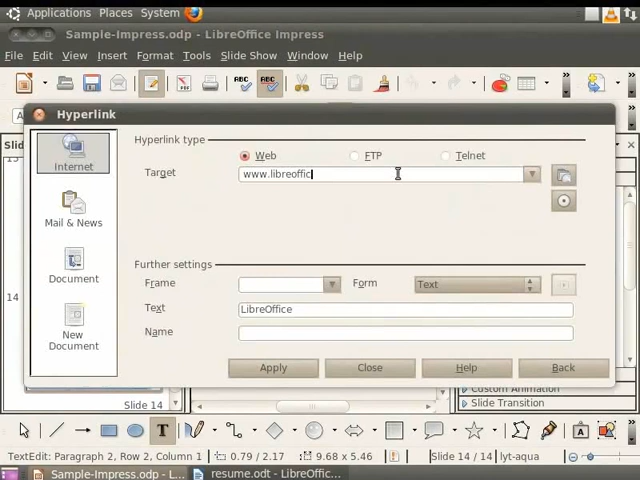 Applications Places System
Sample-Impress.odp - LibreOffice Impress
File Edit View Insert Format Tools Slide Show Window Help
ABC ABC
Hyperlink
Slid
Internet
Mail & News
Document
New Document
Hyperlink type
Web FTP Telnet
Target www.libreoffic
Further settings
Frame Form Text
Text LibreOffice
Name
Apply Close Help Back
14
Slide 14
Custom Animation
Slide Transition
T
TextEdit: Paragraph 2, Row 2, Column 1 0.79 / 2.17 9.68 x 5.46 Slide 14 / 14 lyt-aqua
Sample-Impress.odp - L... resume.odt - LibreOffic...